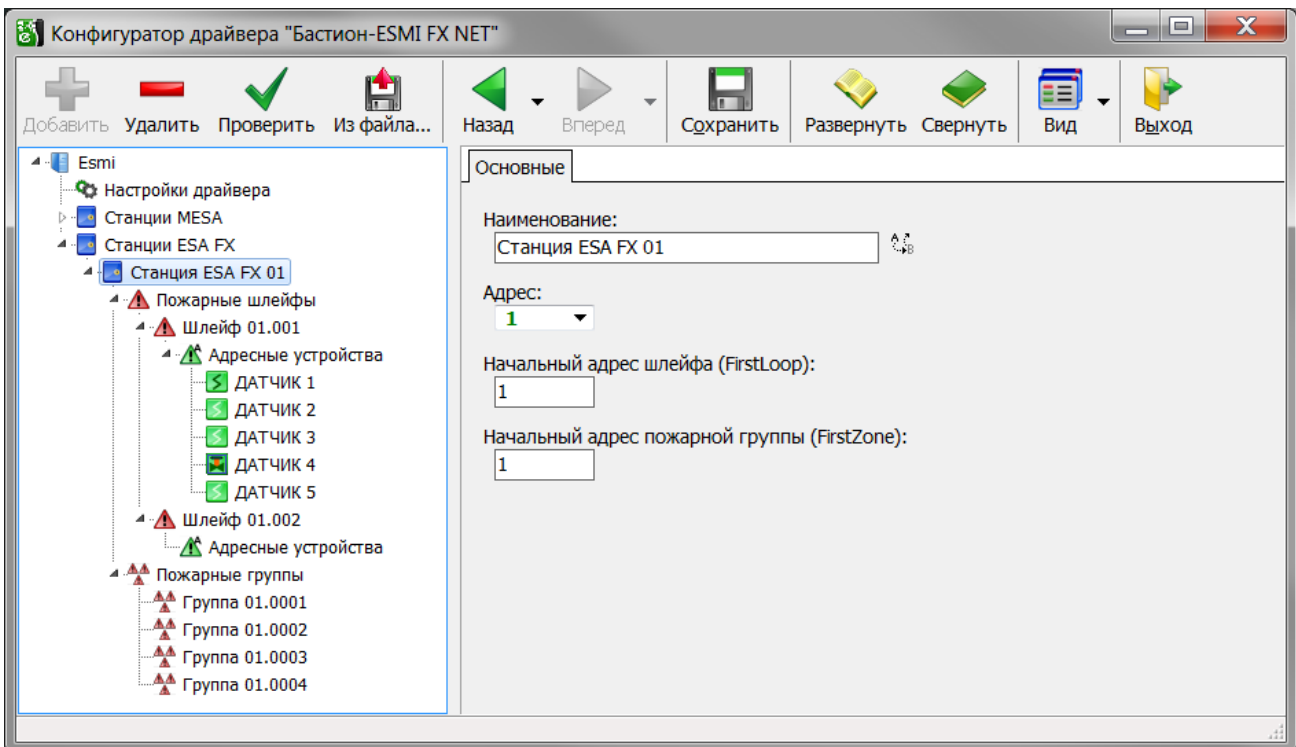 Конфигуратор драйвера "Бастион-ESMI FX NET"
Добавить Удалить Проверить Из файла... Назад Вперед Сохранить Развернуть Свернуть Вид Выход
Esmi
Настройки драйвера
Станции MESA
Станции ESA FX
Станция ESA FX 01
Пожарные шлейфы
Шлейф 01.001
Адресные устройства
ДАТЧИК 1
ДАТЧИК 2
ДАТЧИК 3
ДАТЧИК 4
ДАТЧИК 5
Шлейф 01.002
Адресные устройства
Пожарные группы
Группа 01.0001
Группа 01.0002
Группа 01.0003
Группа 01.0004
Основные
Наименование:
Станция ESA FX 01
Адрес:
1
Начальный адрес шлейфа (FirstLoop):
1
Начальный адрес пожарной группы (FirstZone):
1